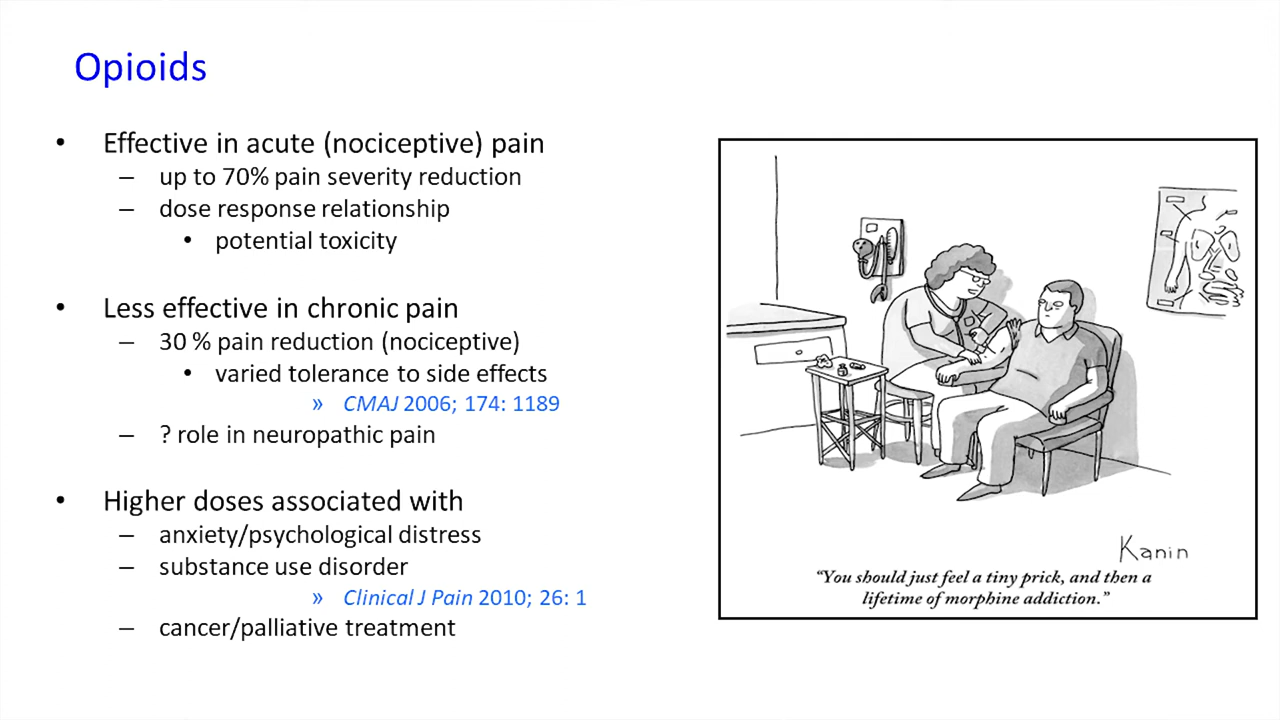 Opioids
• Effective in acute (nociceptive) pain
– up to 70% pain severity reduction
– dose response relationship
• potential toxicity
• Less effective in chronic pain
– 30 % pain reduction (nociceptive)
• varied tolerance to side effects
» CMAJ 2006; 174: 1189
– ? role in neuropathic pain
• Higher doses associated with
– anxiety/psychological distress
– substance use disorder
» Clinical J Pain 2010; 26: 1
– cancer/palliative treatment
Kanin
“You should just feel a tiny prick, and then a
lifetime of morphine addiction.”